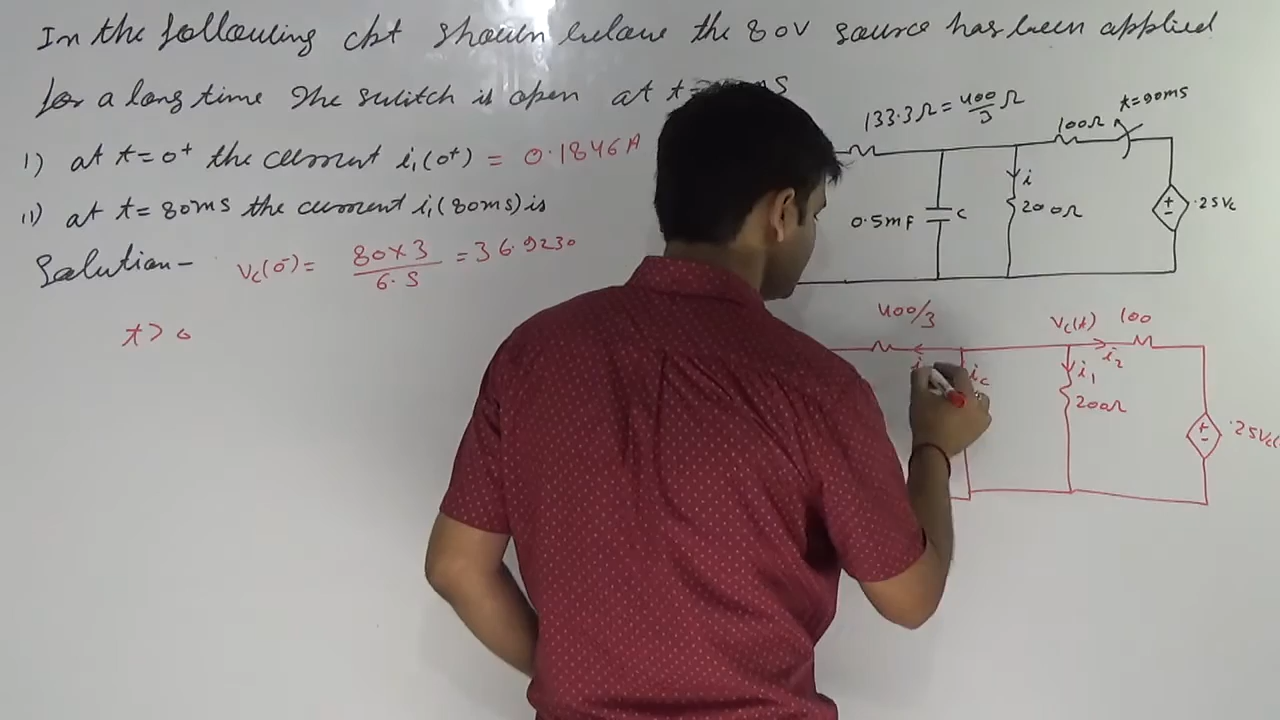 In the following ckt shown below the 80V source has been applied
for a long time The switch is open at t= mS
1) at t=0⁺ the current i₁(0⁺) = 0.1846A
11) at t=80ms the current i₁(80ms) is
Solution- Vc(0⁻)= 80×3/6.5 = 36.9230
t>0
133.3Ω = 400/3 Ω
100Ω
t=90ms
0.5mF
C
i
200Ω
+
-
.25Vc
400/3
Vc(t)
100
i
ic
i₁
i₂
200Ω
+
-
.25Vc(